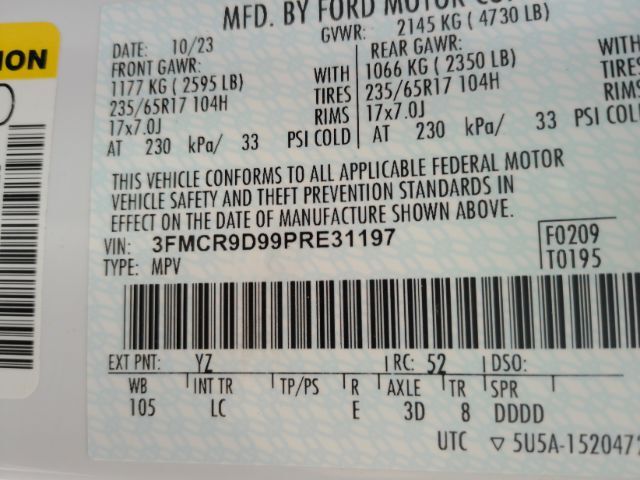 MFD. BY FORD MOTOR CO
DATE: 10/23 GVWR: 2145 KG ( 4730 LB)
FRONT GAWR: REAR GAWR:
1177 KG ( 2595 LB) WITH 1066 KG ( 2350 LB) WITH
235/65R17 104H TIRES 235/65R17 104H TIRES
17x7.0J RIMS 17x7.0J RIMS
AT 230 kPa/ 33 PSI COLD AT 230 kPa/ 33 PSI COLD
THIS VEHICLE CONFORMS TO ALL APPLICABLE FEDERAL MOTOR
VEHICLE SAFETY AND THEFT PREVENTION STANDARDS IN
EFFECT ON THE DATE OF MANUFACTURE SHOWN ABOVE.
VIN: 3FMCR9D99PRE31197 F0209
TYPE: MPV T0195
EXT PNT: YZ RC: 52 DSO:
WB INT TR TP/PS R AXLE TR SPR
105 LC E 3D 8 DDDD
UTC ▽ 5U5A-1520472
ION